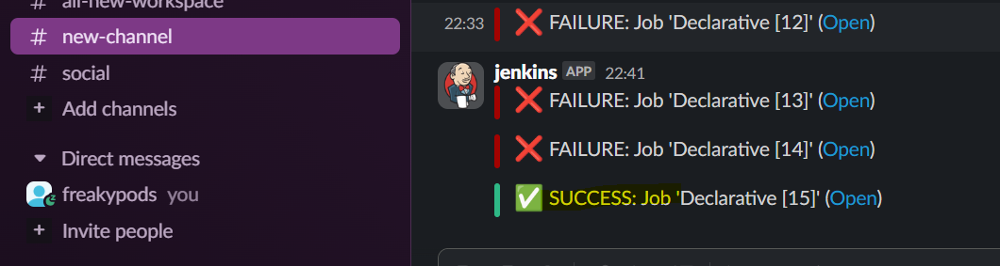 all-new-workspace
# new-channel
# social
+ Add channels
Direct messages
freakypods you
+ Invite people
22:33 ❌ FAILURE: Job 'Declarative [12]' (Open)
jenkins APP 22:41
❌ FAILURE: Job 'Declarative [13]' (Open)
❌ FAILURE: Job 'Declarative [14]' (Open)
✅ SUCCESS: Job 'Declarative [15]' (Open)